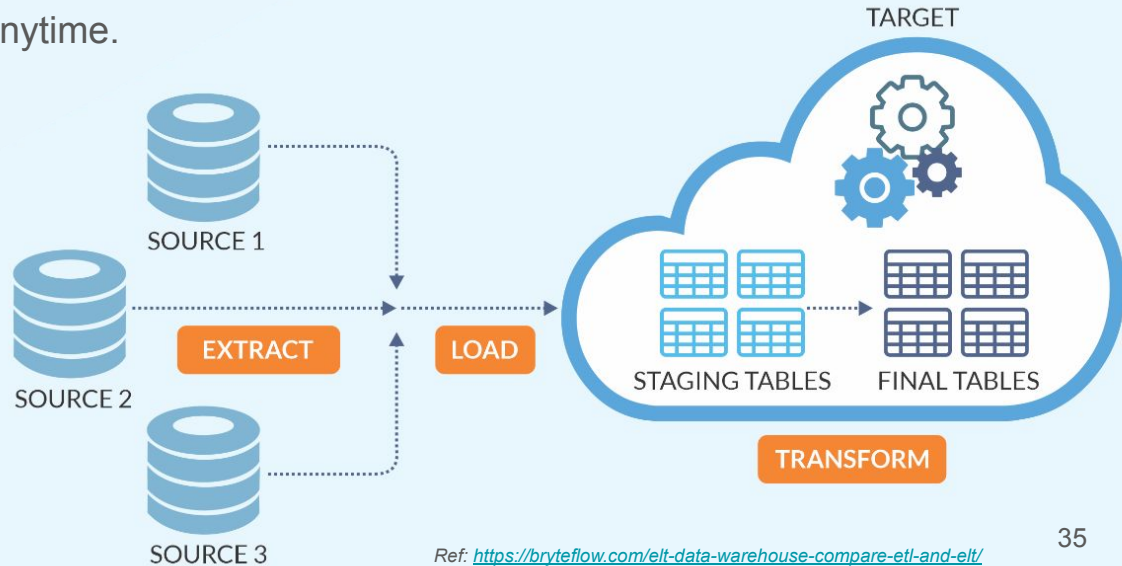 nytime.
TARGET
SOURCE 1
EXTRACT
LOAD
SOURCE 2
STAGING TABLES
FINAL TABLES
TRANSFORM
SOURCE 3
Ref: https://bryteflow.com/elt-data-warehouse-compare-etl-and-elt/
35